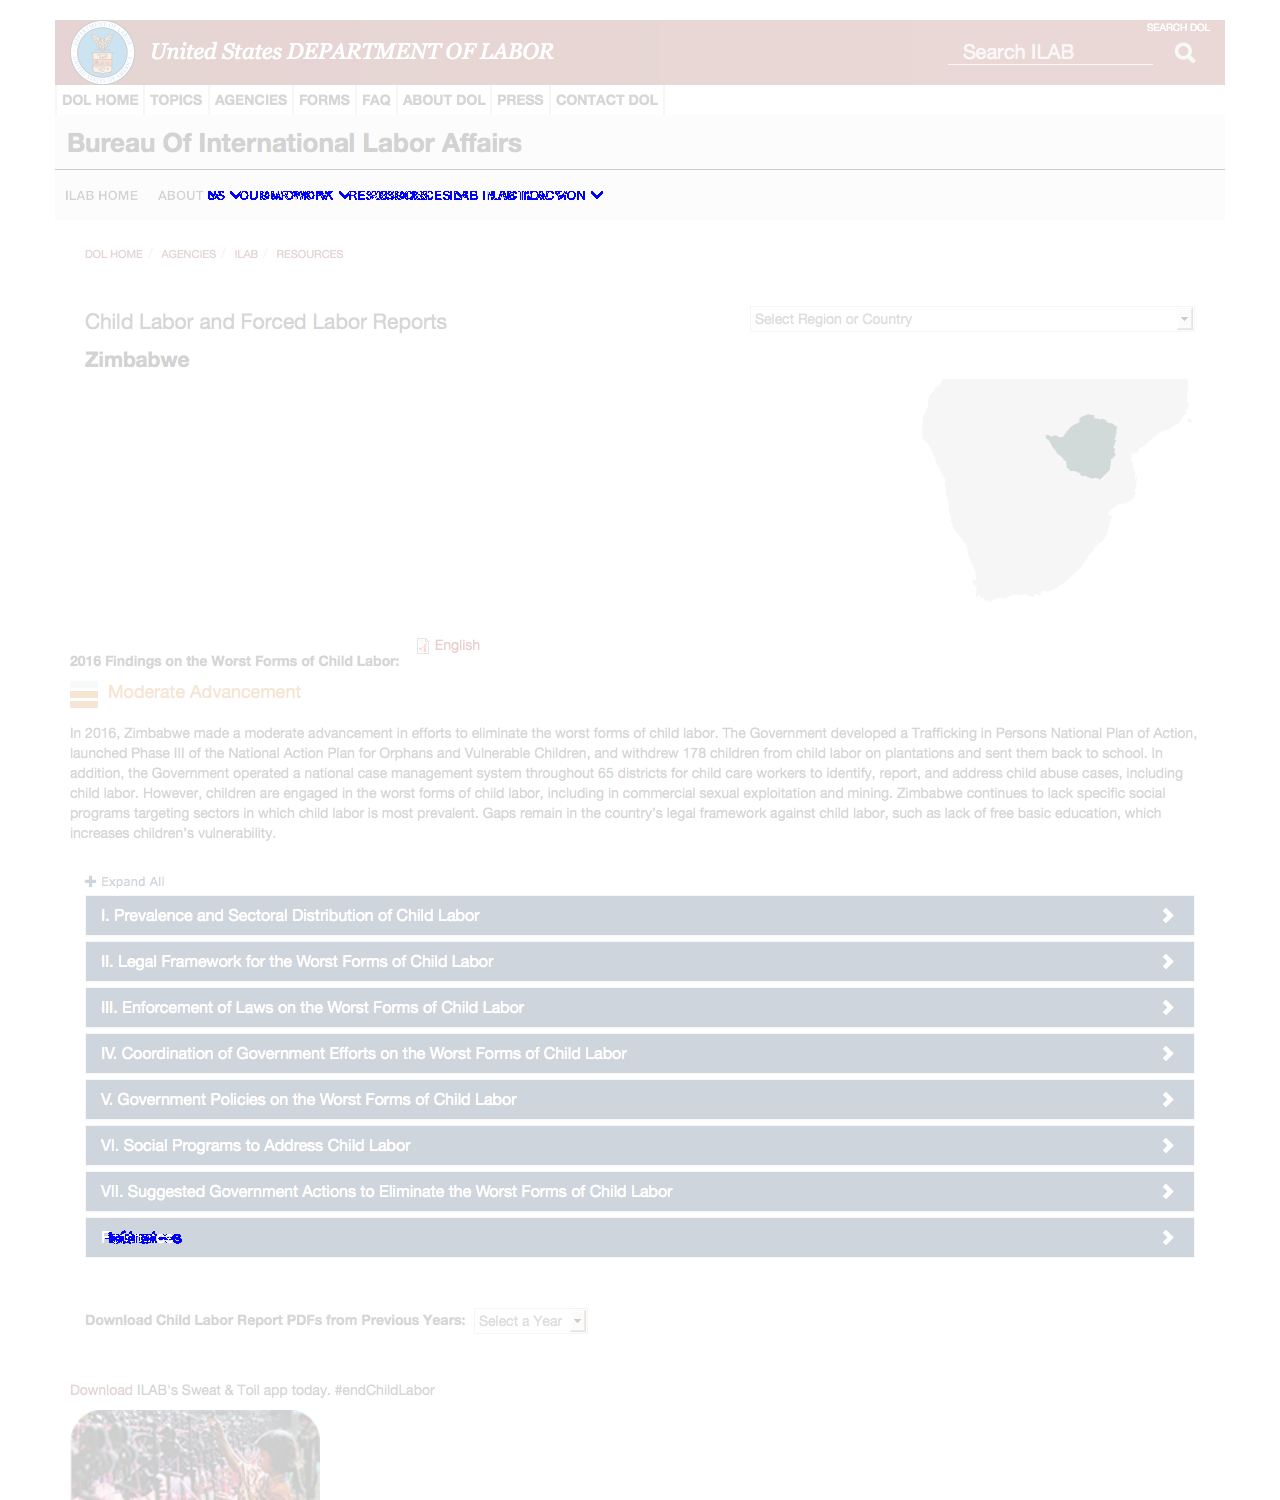 SEARCH DOL
United States DEPARTMENT OF LABOR
Search ILAB
DOL HOME TOPICS AGENCIES FORMS FAQ ABOUT DOL PRESS CONTACT DOL
Bureau Of International Labor Affairs
ILAB HOME ABOUT
DOL HOME / AGENCIES / ILAB / RESOURCES
Child Labor and Forced Labor Reports
Select Region or Country
Zimbabwe
English
2016 Findings on the Worst Forms of Child Labor:
Moderate Advancement
In 2016, Zimbabwe made a moderate advancement in efforts to eliminate the worst forms of child labor. The Government developed a Trafficking in Persons National Plan of Action,
launched Phase III of the National Action Plan for Orphans and Vulnerable Children, and withdrew 178 children from child labor on plantations and sent them back to school. In
addition, the Government operated a national case management system throughout 65 districts for child care workers to identify, report, and address child abuse cases, including
child labor. However, children are engaged in the worst forms of child labor, including in commercial sexual exploitation and mining. Zimbabwe continues to lack specific social
programs targeting sectors in which child labor is most prevalent. Gaps remain in the country's legal framework against child labor, such as lack of free basic education, which
increases children's vulnerability.
Expand All
I. Prevalence and Sectoral Distribution of Child Labor
II. Legal Framework for the Worst Forms of Child Labor
III. Enforcement of Laws on the Worst Forms of Child Labor
IV. Coordination of Government Efforts on the Worst Forms of Child Labor
V. Government Policies on the Worst Forms of Child Labor
VI. Social Programs to Address Child Labor
VII. Suggested Government Actions to Eliminate the Worst Forms of Child Labor
Download Child Labor Report PDFs from Previous Years: Select a Year
Download ILAB's Sweat & Toil app today. #endChildLabor